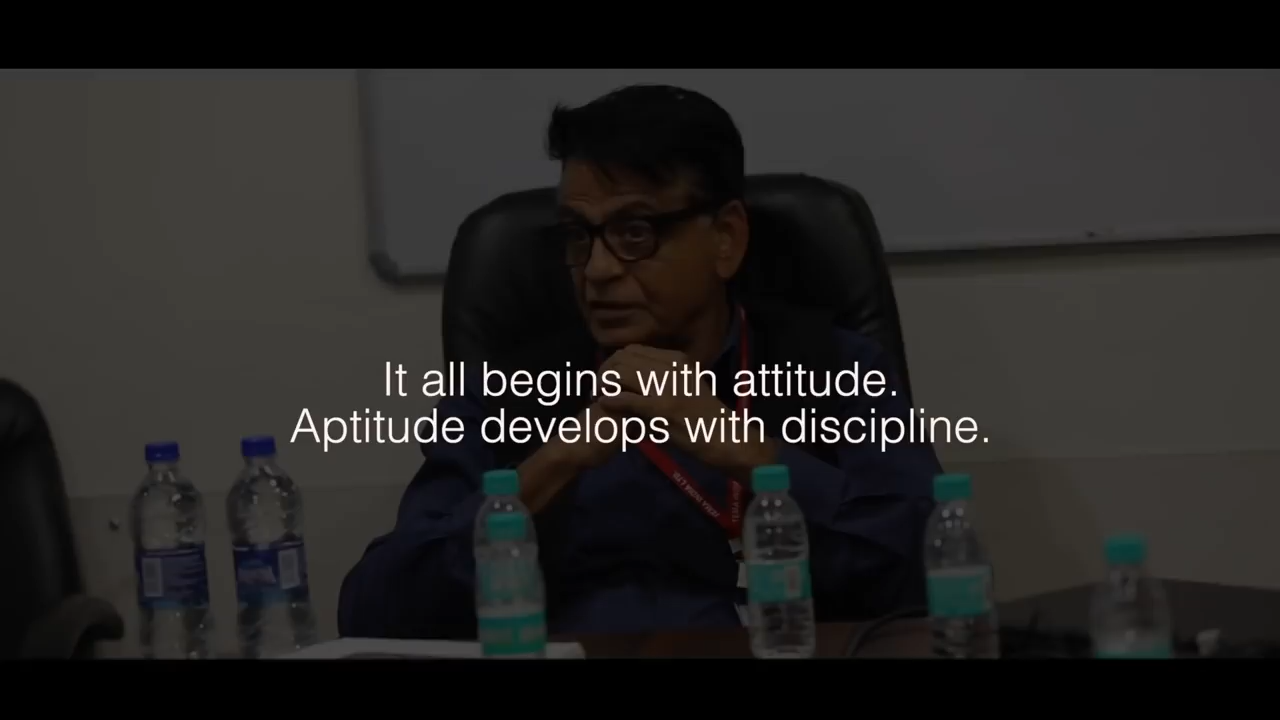 It all begins with attitude.
Aptitude develops with discipline.